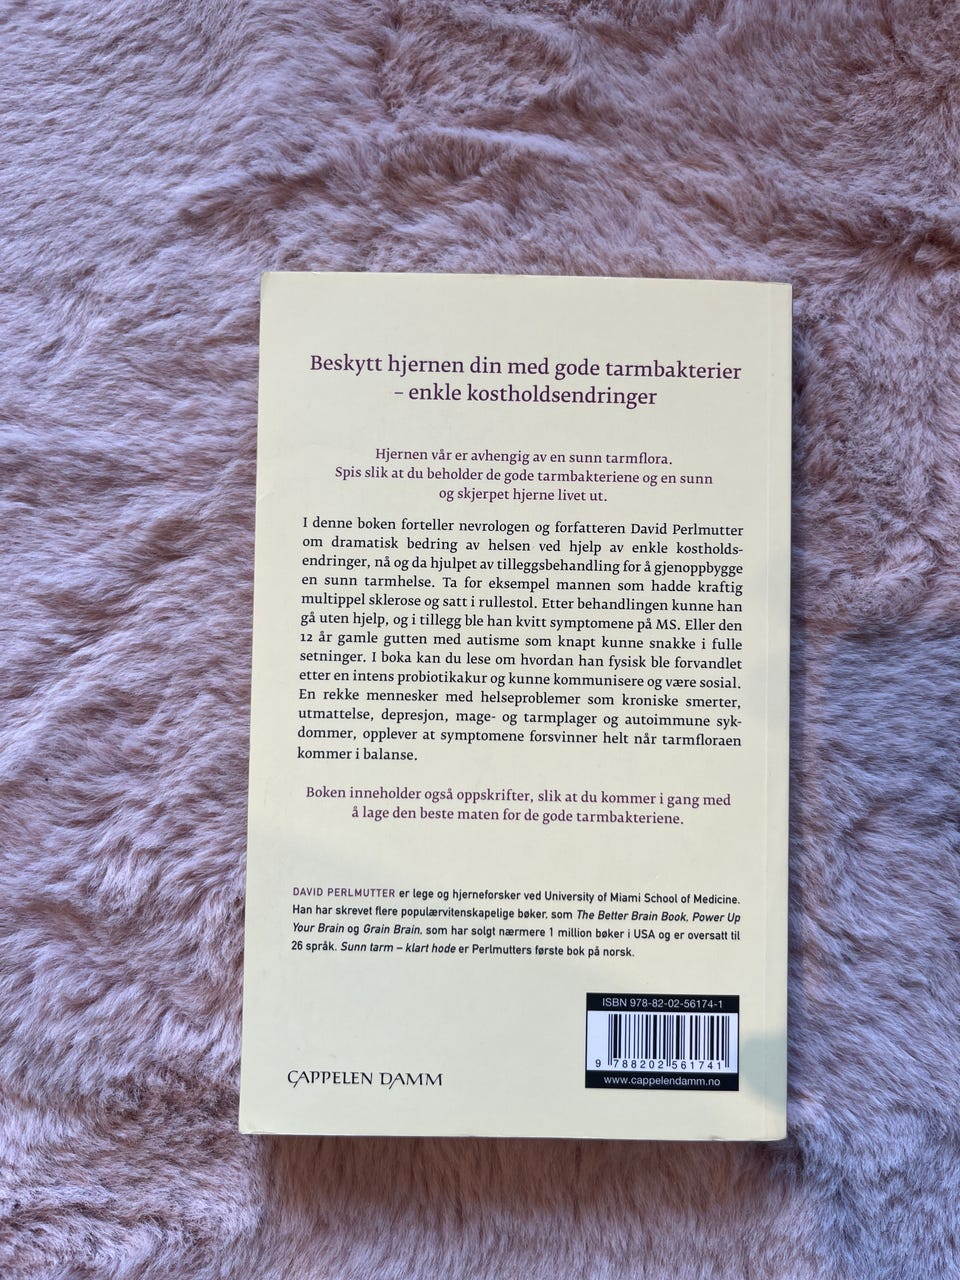 Beskytt hjernen din med gode tarmbakterier
– enkle kostholdsendringer
Hjernen vår er avhengig av en sunn tarmflora.
Spis slik at du beholder de gode tarmbakteriene og en sunn
og skjerpet hjerne livet ut.
I denne boken forteller nevrologen og forfatteren David Perlmutter
om dramatisk bedring av helsen ved hjelp av enkle kostholds-
endringer, nå og da hjulpet av tilleggsbehandling for å gjenoppbygge
en sunn tarmhelse. Ta for eksempel mannen som hadde kraftig
multippel sklerose og satt i rullestol. Etter behandlingen kunne han
gå uten hjelp, og i tillegg ble han kvitt symptomene på MS. Eller den
12 år gamle gutten med autisme som knapt kunne snakke i fulle
setninger. I boka kan du lese om hvordan han fysisk ble forvandlet
etter en intens probiotikakur og kunne kommunisere og være sosial.
En rekke mennesker med helseproblemer som kroniske smerter,
utmattelse, depresjon, mage- og tarmplager og autoimmune syk-
dommer, opplever at symptomene forsvinner helt når tarmfloraen
kommer i balanse.
Boken inneholder også oppskrifter, slik at du kommer i gang med
å lage den beste maten for de gode tarmbakteriene.
DAVID PERLMUTTER er lege og hjerneforsker ved University of Miami School of Medicine.
Han har skrevet flere populærvitenskapelige bøker, som The Better Brain Book, Power Up
Your Brain og Grain Brain, som har solgt nærmere 1 million bøker i USA og er oversatt til
26 språk. Sunn tarm – klart hode er Perlmutters første bok på norsk.
ISBN 978-82-02-56174-1
9 788202 561741
www.cappelendamm.no
CAPPELEN DAMM